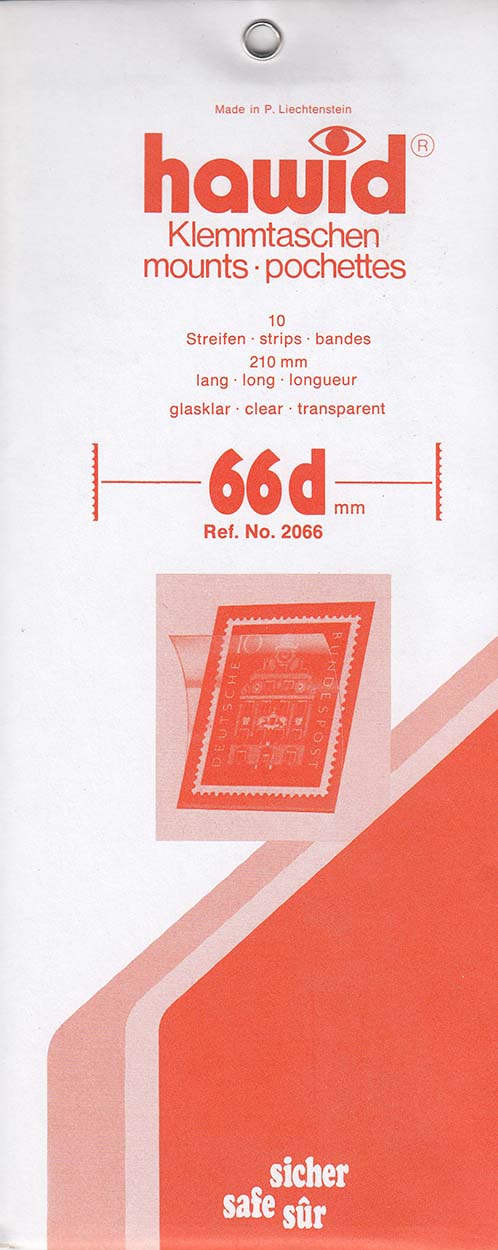 Made in P. Liechtenstein
hawid ®
Klemmtaschen
mounts · pochettes
10
Streifen · strips · bandes
210 mm
lang · long · longueur
glasklar · clear · transparent
66d mm
Ref. No. 2066
10
DEUTSCHE
BUNDESPOST
sicher
safe sûr